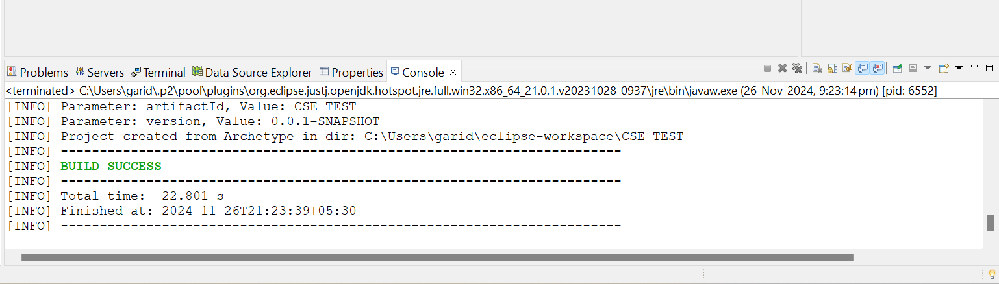 Problems Servers Terminal Data Source Explorer Properties Console
<terminated> C:\Users\garid\.p2\pool\plugins\org.eclipse.justj.openjdk.hotspot.jre.full.win32.x86_64_21.0.1.v20231028-0937\jre\bin\javaw.exe (26-Nov-2024, 9:23:14 pm) [pid: 6552]
[INFO] Parameter: artifactId, Value: CSE_TEST
[INFO] Parameter: version, Value: 0.0.1-SNAPSHOT
[INFO] Project created from Archetype in dir: C:\Users\garid\eclipse-workspace\CSE_TEST
[INFO] ------------------------------------------------------------------------
[INFO] BUILD SUCCESS
[INFO] ------------------------------------------------------------------------
[INFO] Total time:  22.801 s
[INFO] Finished at: 2024-11-26T21:23:39+05:30
[INFO] ------------------------------------------------------------------------